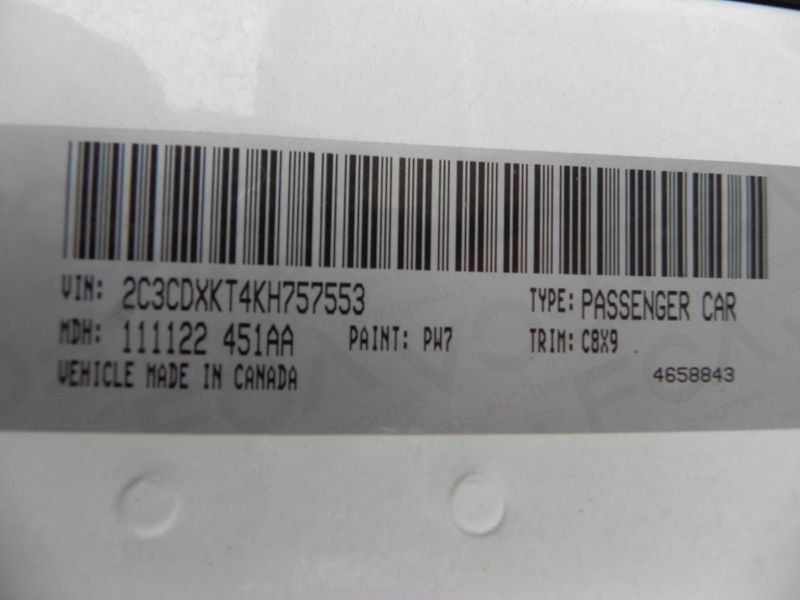 VIN: 2C3CDXKT4KH757553 TYPE: PASSENGER CAR
MDH: 111122 451AA PAINT: PW7 TRIM: C8X9
VEHICLE MADE IN CANADA 4658843